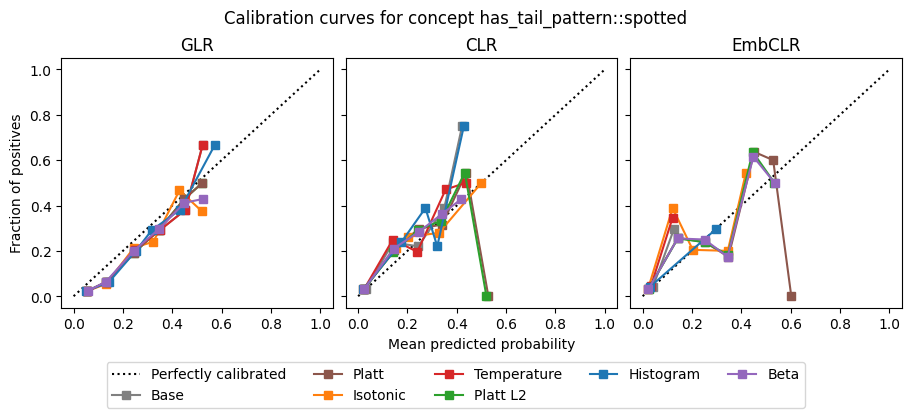 Calibration curves for concept has_tail_pattern::spotted
GLR
CLR
EmbCLR
Fraction of positives
1.0
0.8
0.6
0.4
0.2
0.0
0.0 0.2 0.4 0.6 0.8 1.0
0.0 0.2 0.4 0.6 0.8 1.0
0.0 0.2 0.4 0.6 0.8 1.0
Mean predicted probability
Perfectly calibrated
Base
Platt
Isotonic
Temperature
Platt L2
Histogram
Beta